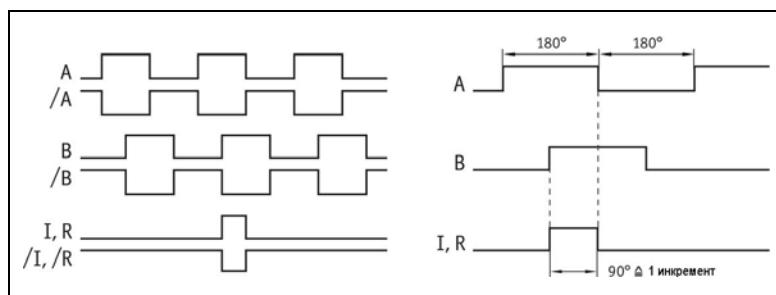 A
/A
B
/B
I, R
/I, /R
180° 180°
A
B
I, R
90° ≙ 1 инкремент